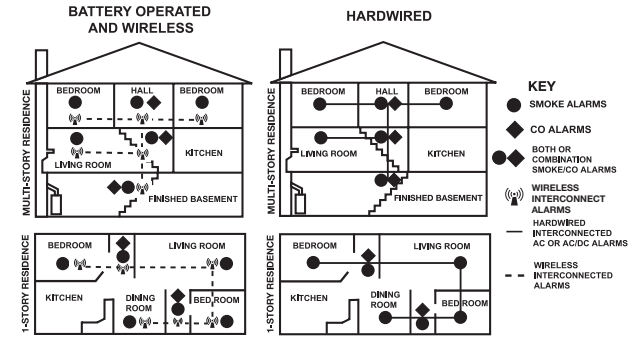 BATTERY OPERATED
AND WIRELESS
HARDWIRED
MULTI-STORY RESIDENCE
BEDROOM
HALL
BEDROOM
LIVING ROOM
KITCHEN
FINISHED BASEMENT
MULTI-STORY RESIDENCE
BEDROOM
HALL
BEDROOM
LIVING ROOM
KITCHEN
FINISHED BASEMENT
KEY
SMOKE ALARMS
CO ALARMS
BOTH OR
COMBINATION
SMOKE/CO ALARMS
WIRELESS
INTERCONNECT
ALARMS
HARDWIRED
INTERCONNECTED
AC OR AC/DC ALARMS
WIRELESS
INTERCONNECTED
ALARMS
1-STORY RESIDENCE
BEDROOM
LIVING ROOM
KITCHEN
DINING
ROOM
BEDROOM
1-STORY RESIDENCE
BEDROOM
LIVING ROOM
KITCHEN
DINING
ROOM
BEDROOM